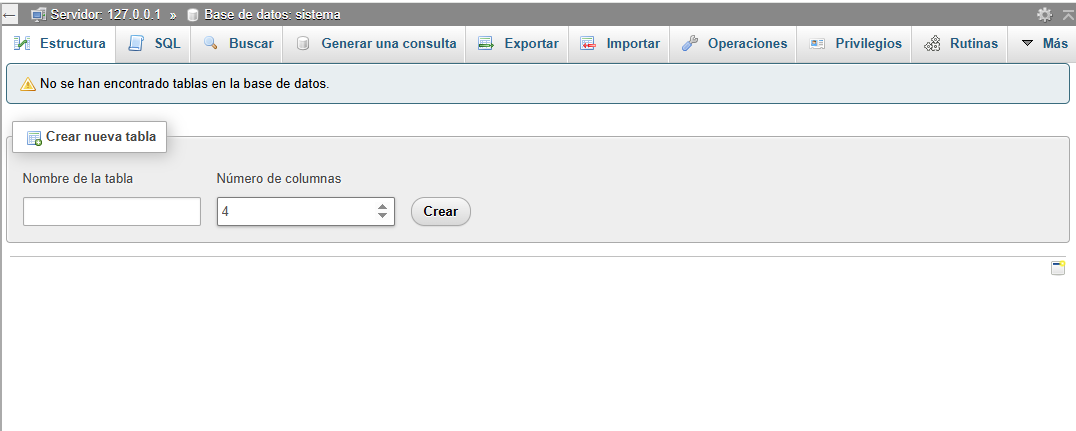 Servidor: 127.0.0.1 » Base de datos: sistema
Estructura SQL Buscar Generar una consulta Exportar Importar Operaciones Privilegios Rutinas Más
No se han encontrado tablas en la base de datos.
Crear nueva tabla
Nombre de la tabla Número de columnas
4 Crear